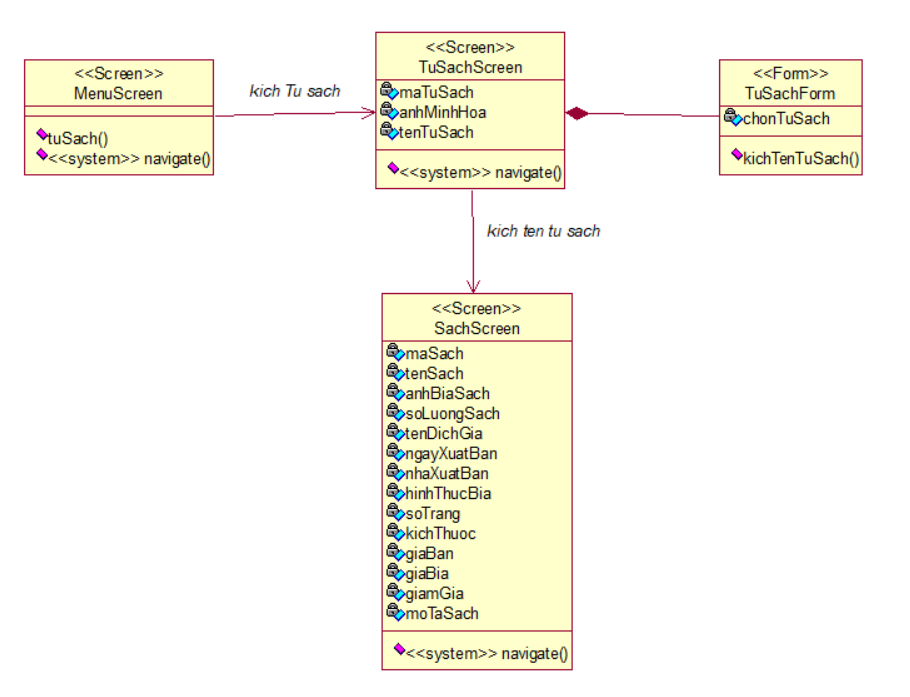 <<Screen>>
MenuScreen
tuSach()
<<system>> navigate()
kich Tu sach
<<Screen>>
TuSachScreen
maTuSach
anhMinhHoa
tenTuSach
<<system>> navigate()
<<Form>>
TuSachForm
chonTuSach
kichTenTuSach()
kich ten tu sach
<<Screen>>
SachScreen
maSach
tenSach
anhBiaSach
soLuongSach
tenDichGia
ngayXuatBan
nhaXuatBan
hinhThucBia
soTrang
kichThuoc
giaBan
giaBia
giamGia
moTaSach
<<system>> navigate()